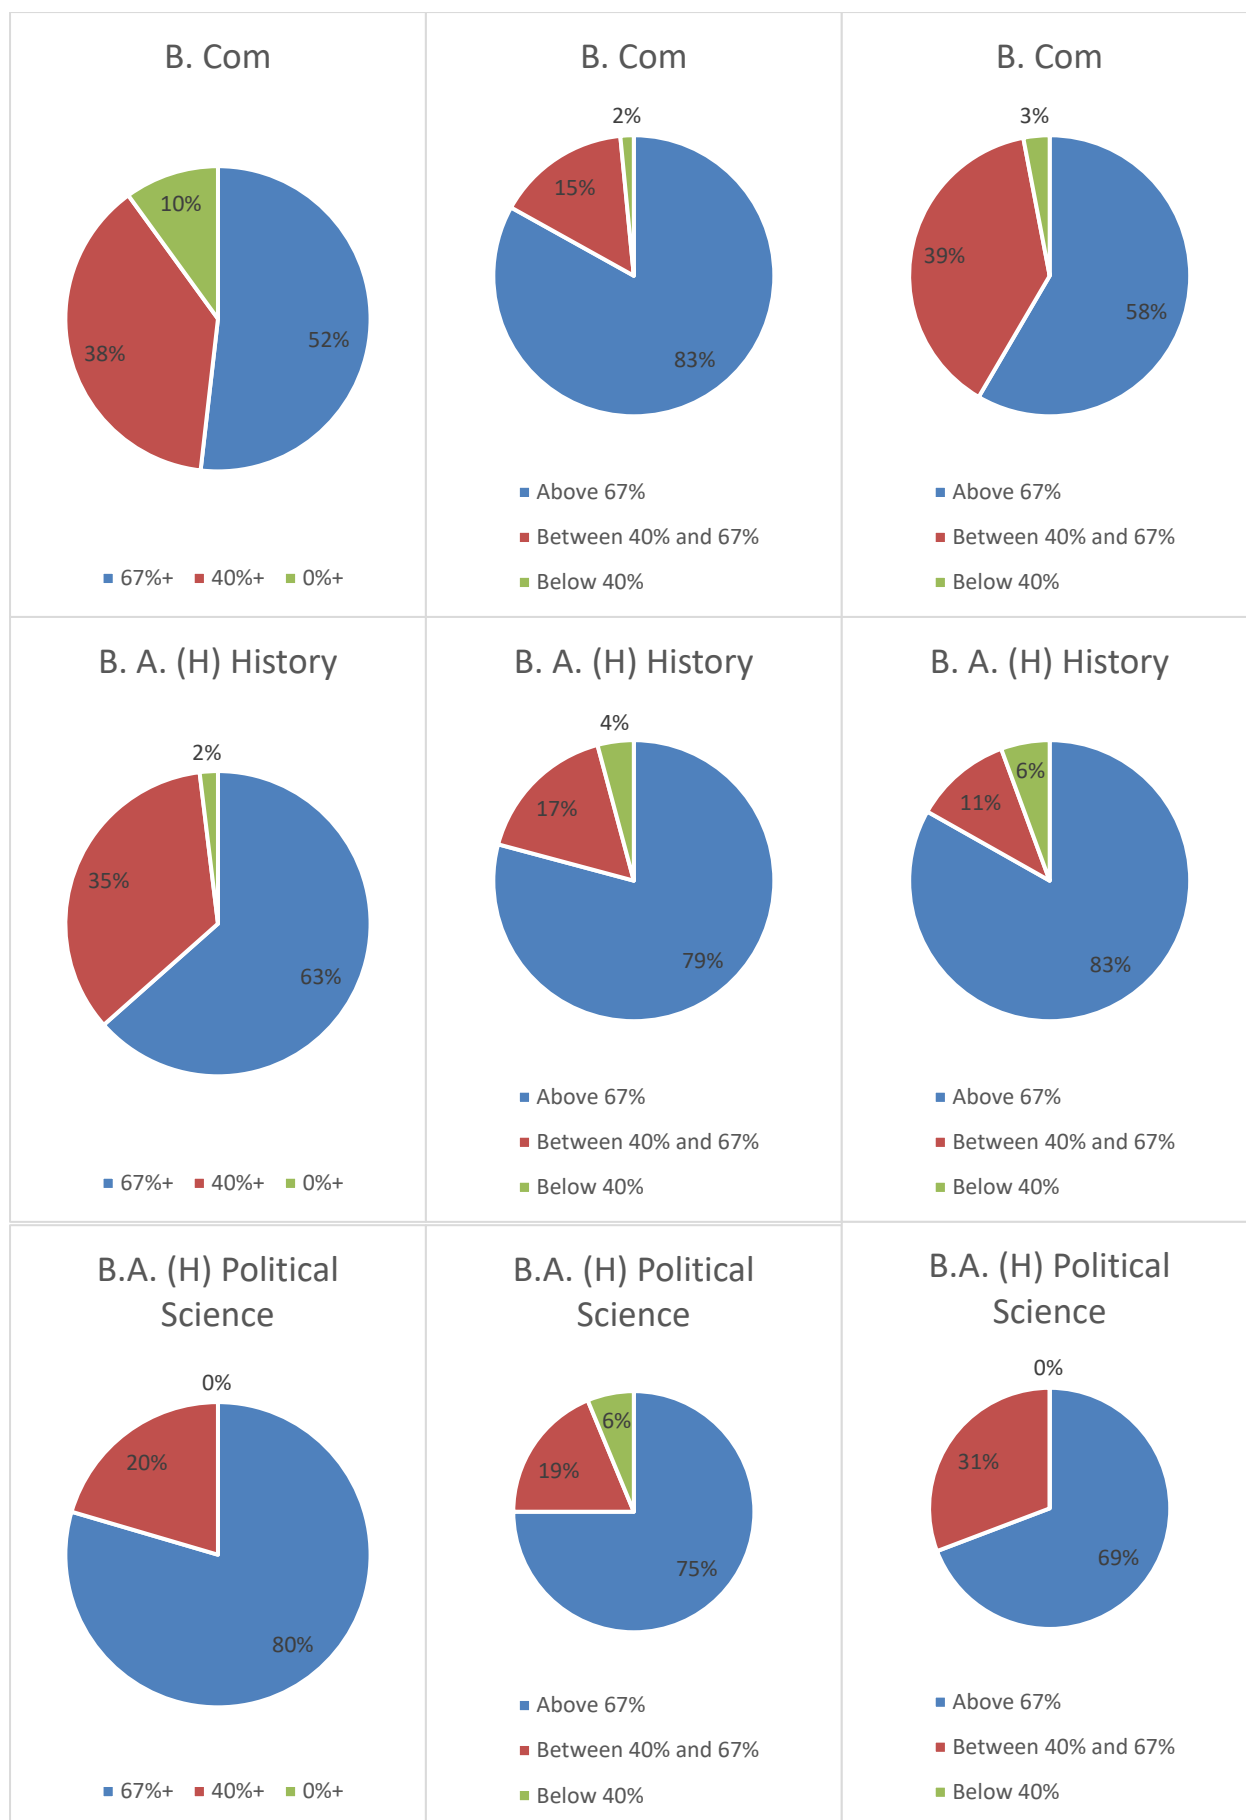 B. Com
10%
38%
52%
67%+ 40%+ 0%+
B. Com
2%
15%
83%
Above 67%
Between 40% and 67%
Below 40%
B. Com
3%
39%
58%
Above 67%
Between 40% and 67%
Below 40%
B. A. (H) History
2%
35%
63%
67%+ 40%+ 0%+
B. A. (H) History
4%
17%
79%
Above 67%
Between 40% and 67%
Below 40%
B. A. (H) History
6%
11%
83%
Above 67%
Between 40% and 67%
Below 40%
B.A. (H) Political
Science
0%
20%
80%
67%+ 40%+ 0%+
B.A. (H) Political
Science
6%
19%
75%
Above 67%
Between 40% and 67%
Below 40%
B.A. (H) Political
Science
0%
31%
69%
Above 67%
Between 40% and 67%
Below 40%